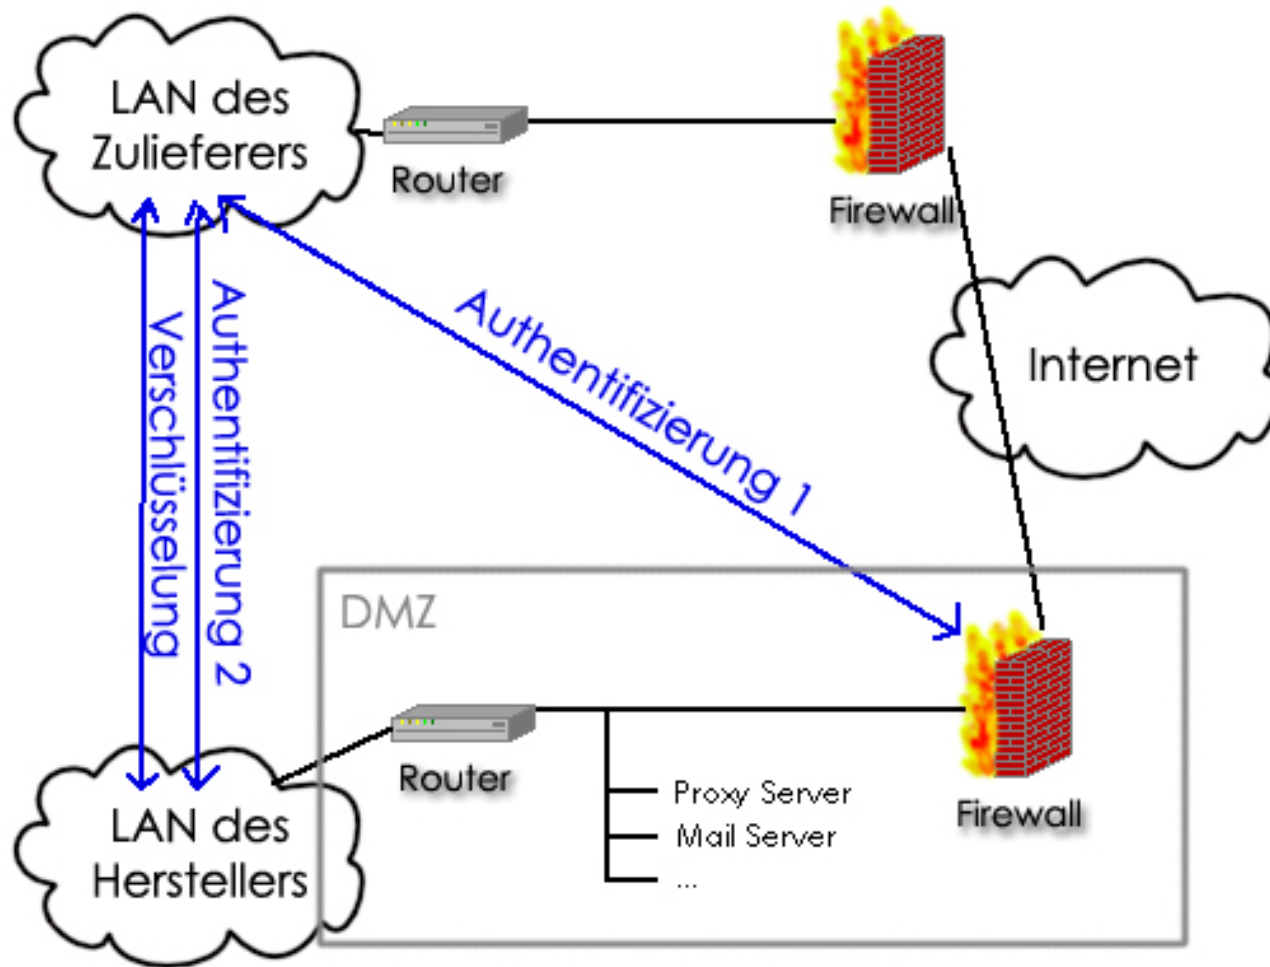 LAN des
Zulieferers
Router
Firewall
Internet
Authentifizierung 1
Authentifizierung 2
Verschlüsselung
DMZ
Router
Proxy Server
Mail Server
...
Firewall
LAN des
Herstellers